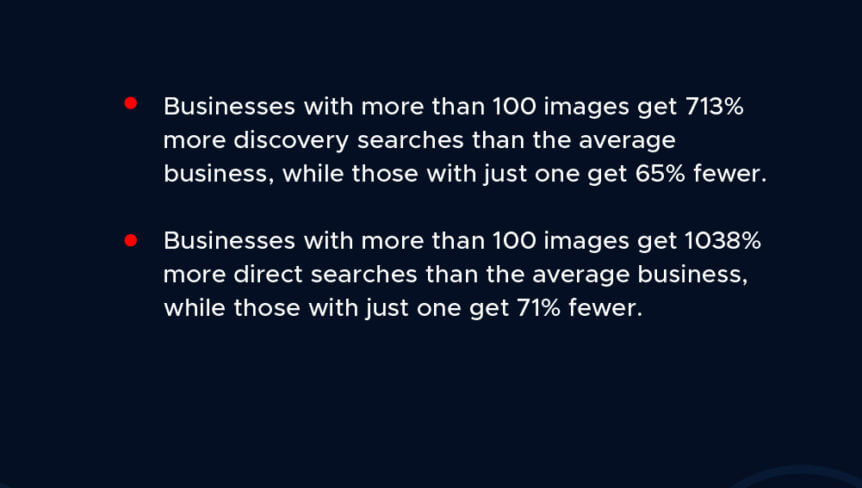 Businesses with more than 100 images get 713%
more discovery searches than the average
business, while those with just one get 65% fewer.
Businesses with more than 100 images get 1038%
more direct searches than the average business,
while those with just one get 71% fewer.